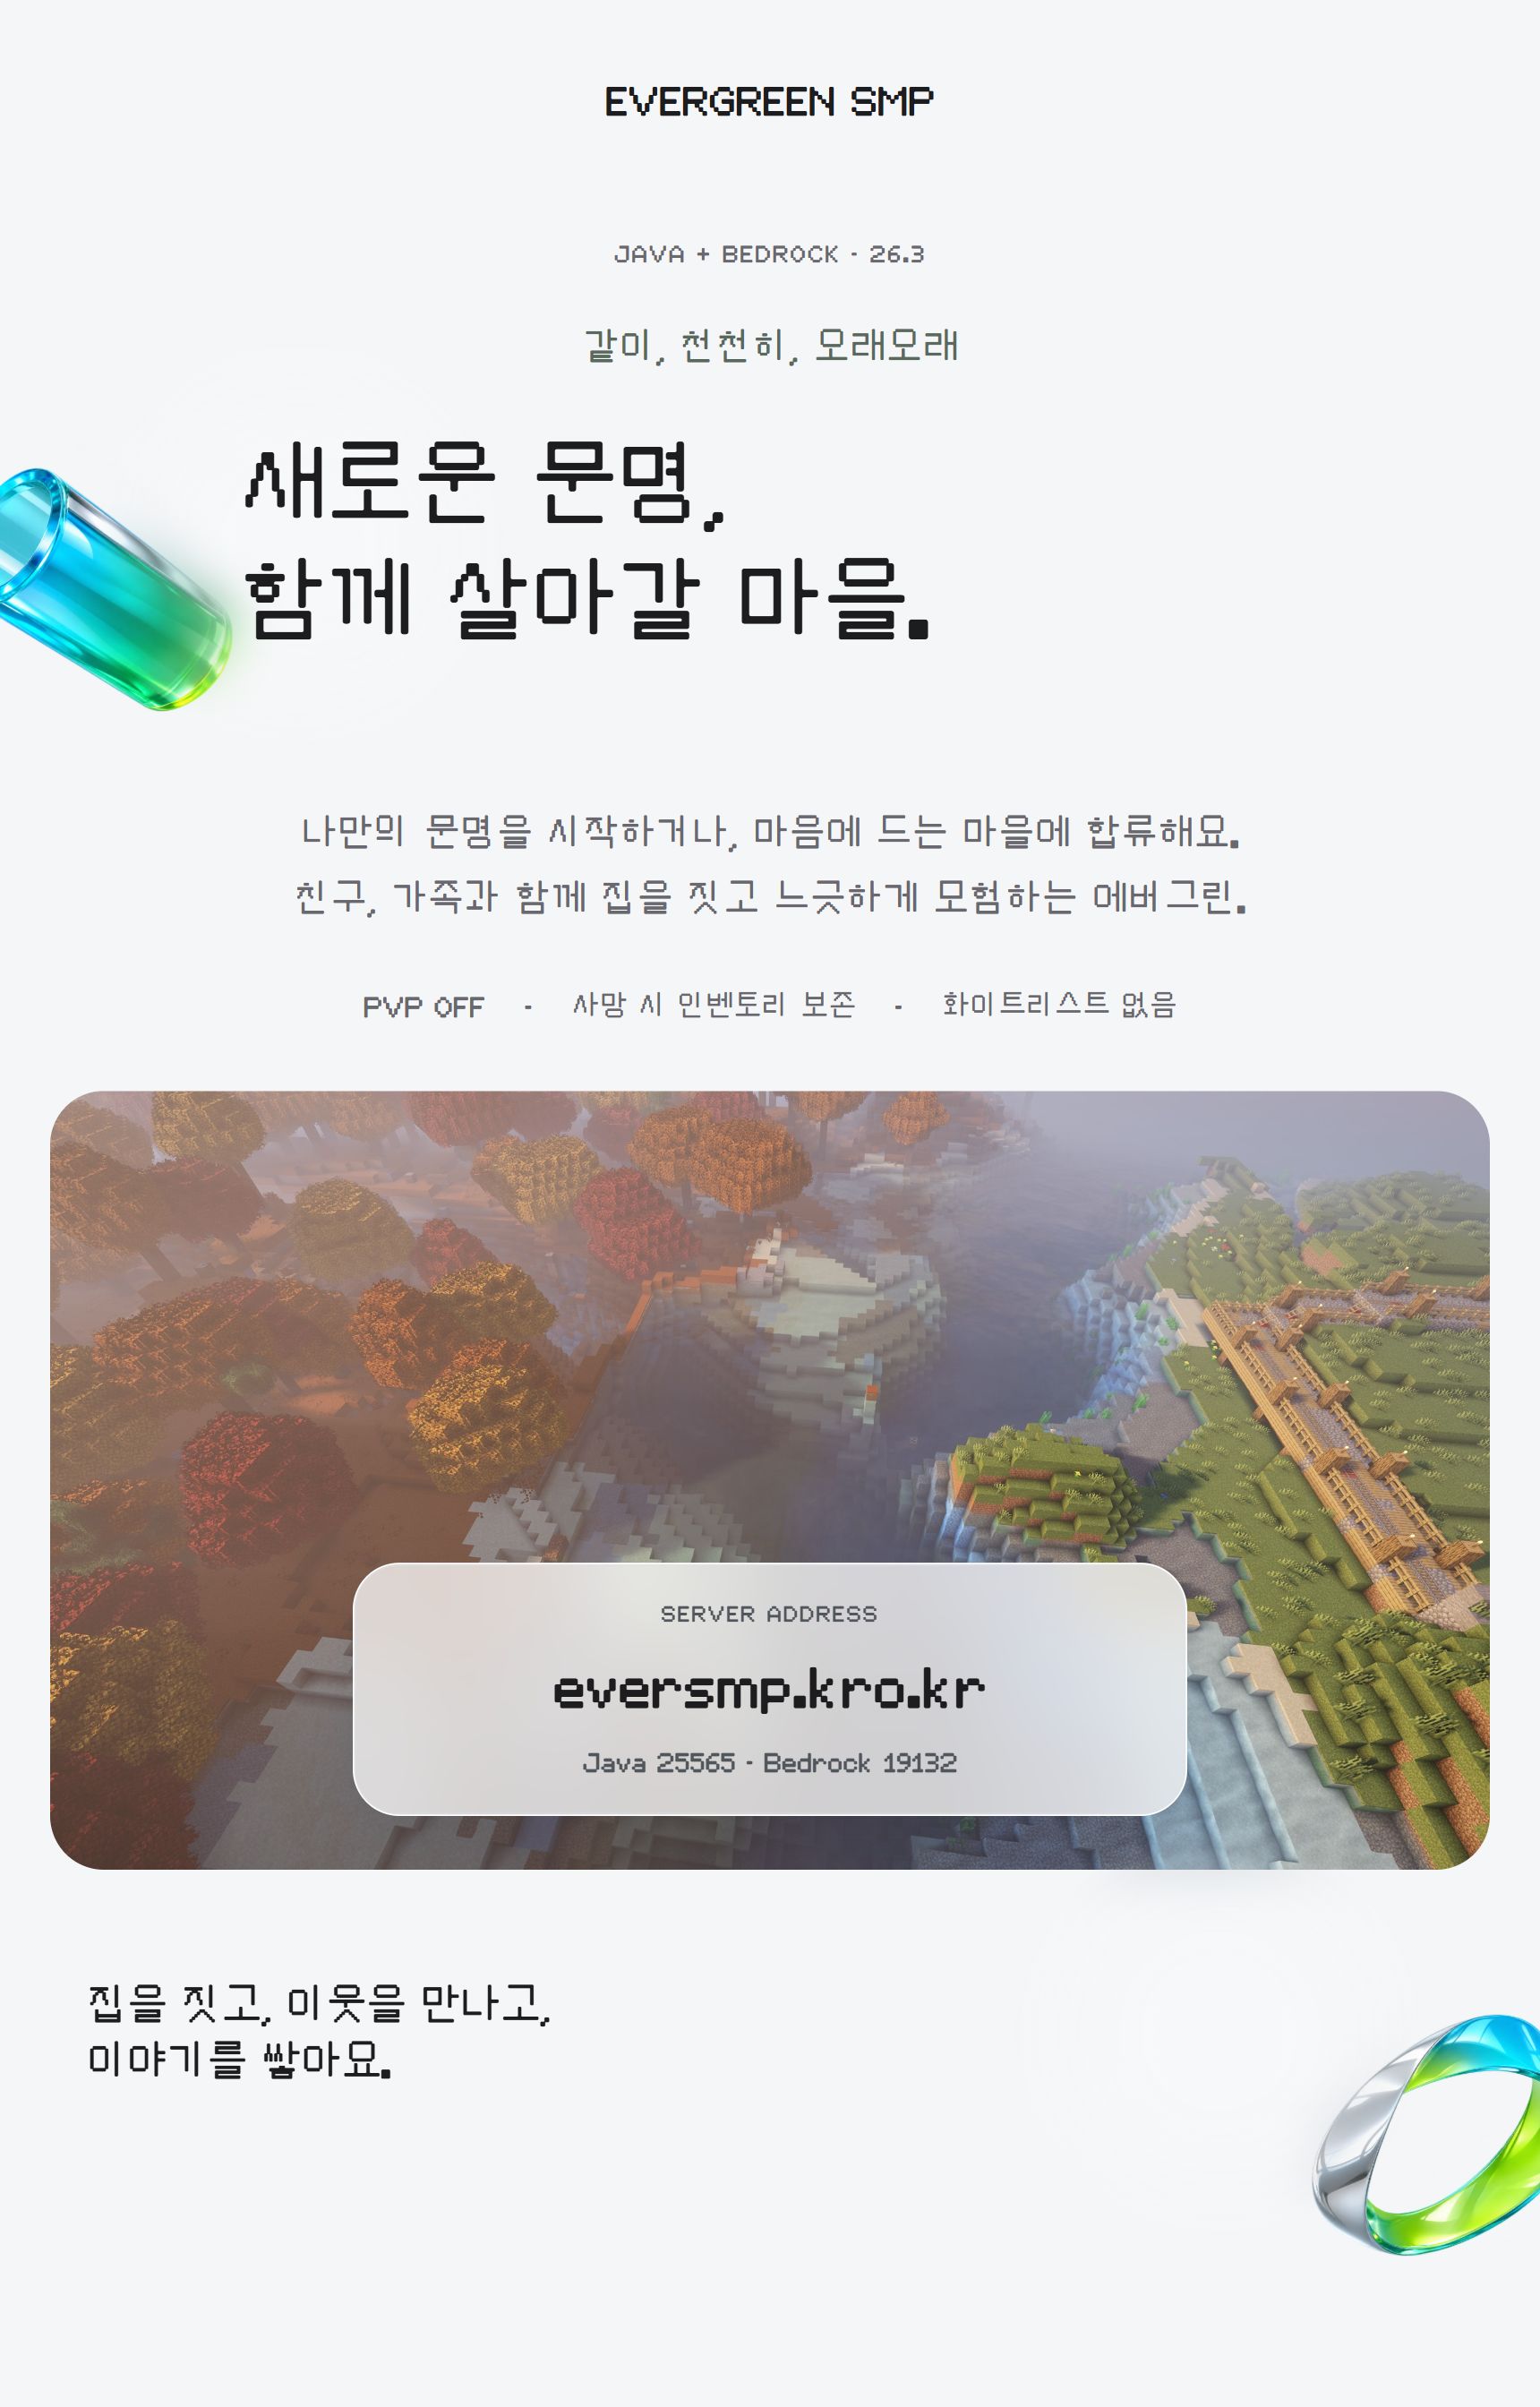 EVERGREEN SMP
JAVA + BEDROCK · 26.3
같이, 천천히, 오래오래
새로운 문명,
함께 살아갈 마을.
나만의 문명을 시작하거나, 마음에 드는 마을에 합류해요.
친구, 가족과 함께 집을 짓고 느긋하게 모험하는 에버그린.
PVP OFF · 사망 시 인벤토리 보존 · 화이트리스트 없음
SERVER ADDRESS
eversmp.kro.kr
Java 25565 · Bedrock 19132
집을 짓고, 이웃을 만나고,
이야기를 쌓아요.